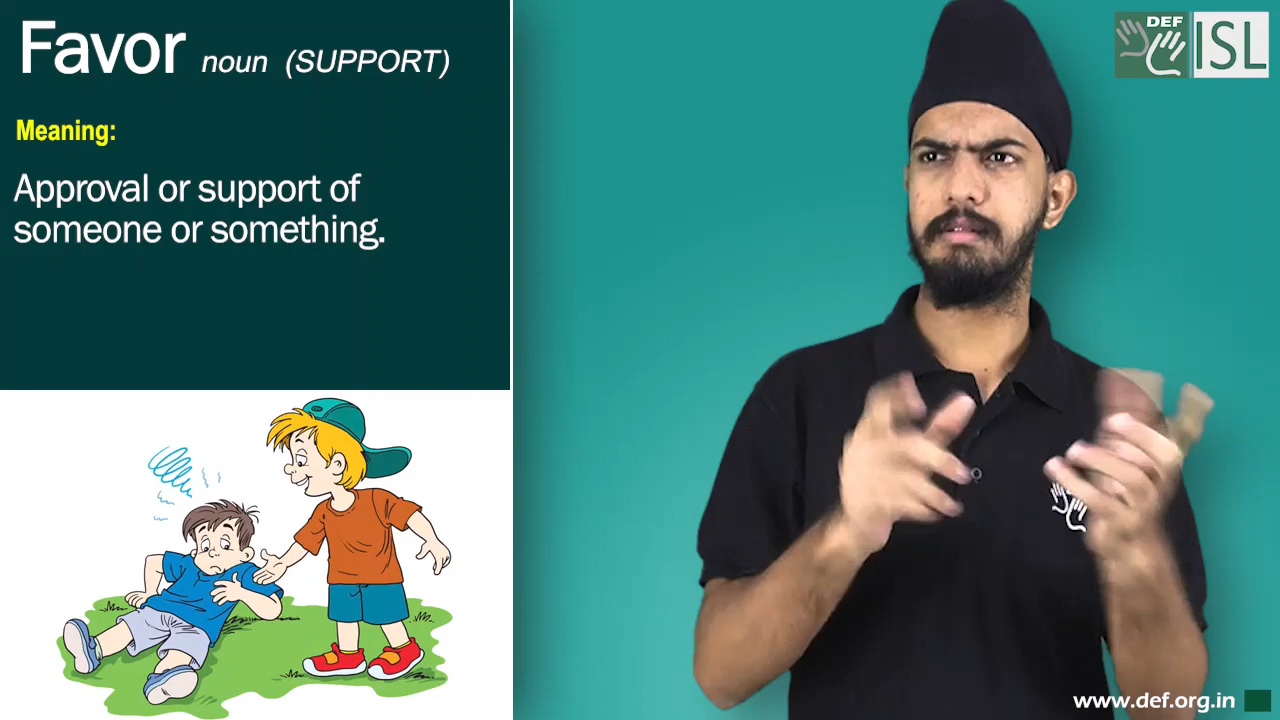 Favor noun (SUPPORT)
Meaning:
Approval or support of
someone or something.
DEF
ISL
www.def.org.in